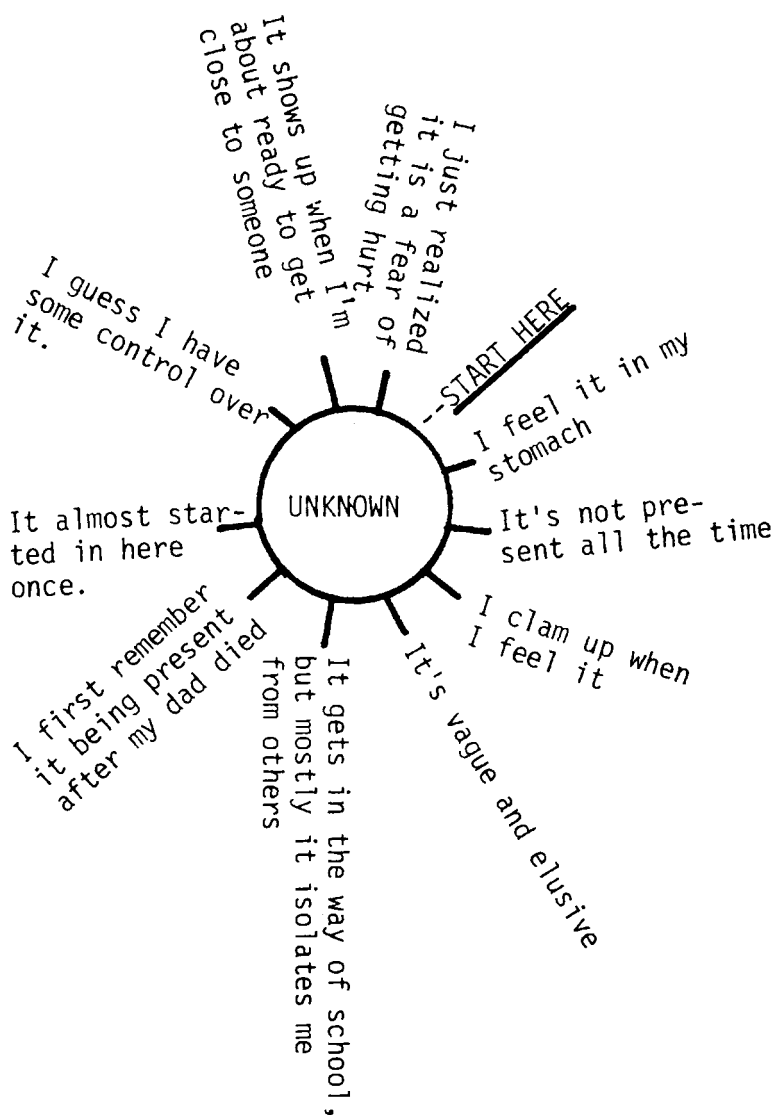 ---START HERE
I feel it in my
stomach
It's not pre-
sent all the time
I clam up when
I feel it
It's vague and elusive
It gets in the way of school,
but mostly it isolates me
from others
I first remember
it being present
after my dad died
It almost star-
ted in here
once.
I guess I have
some control over
it.
It shows up when I'm
about ready to get
close to someone
I just realized
it is a fear of
getting hurt
UNKNOWN